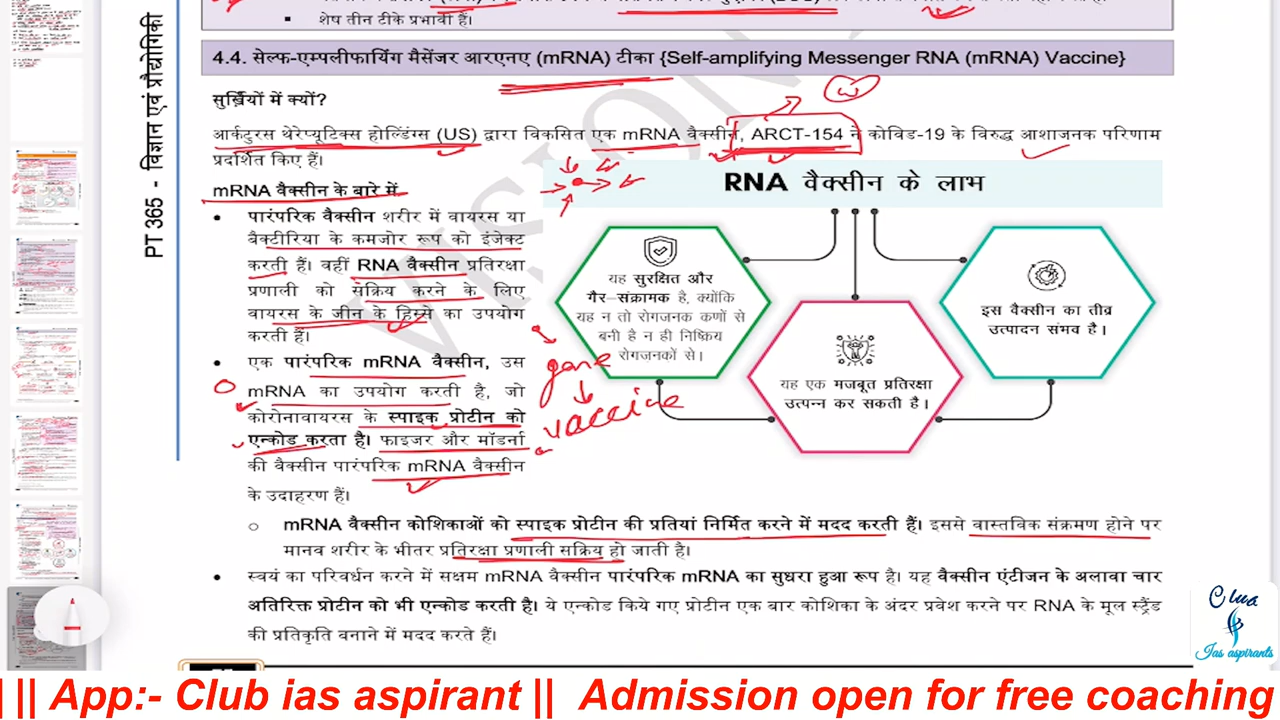 शेष तीन टीके प्रभावी हैं।
4.4. सेल्फ-एम्पलीफायिंग मैसेंजर आरएनए (mRNA) टीका {Self-amplifying Messenger RNA (mRNA) Vaccine}
सुर्ख़ियों में क्यों?
आर्कटुरस थेरेप्यूटिक्स होल्डिंग्स (US) द्वारा विकसित एक mRNA वैक्सीन, ARCT-154 ने कोविड-19 के विरुद्ध आशाजनक परिणाम
प्रदर्शित किए हैं।
mRNA वैक्सीन के बारे में
पारंपरिक वैक्सीन शरीर में वायरस या
बैक्टीरिया के कमजोर रूप को इंजेक्ट
करती है। वहीं RNA वैक्सीन प्रतिरक्षा
प्रणाली को सक्रिय करने के लिए
वायरस के जीन के हिस्से का उपयोग
करती हैं।
एक पारंपरिक mRNA वैक्सीन, उस
mRNA का उपयोग करती है, जो
कोरोनावायरस के स्पाइक प्रोटीन को
एन्कोड करता है। फाइजर और मॉडर्ना
की वैक्सीन पारंपरिक mRNA वैक्सीन
के उदाहरण हैं।
RNA वैक्सीन के लाभ
यह सुरक्षित और
गैर-संक्रामक है, क्योंकि
यह न तो रोगजनक कणों से
बनी है न ही निष्क्रिय
रोगजनकों से।
यह एक मजबूत प्रतिरक्षा
उत्पन्न कर सकती है।
इस वैक्सीन का तीव्र
उत्पादन संभव है।
gone
vaccide
mRNA वैक्सीन कोशिका को स्पाइक प्रोटीन की प्रतियां निर्मित करने में मदद करती है। इससे वास्तविक संक्रमण होने पर
मानव शरीर के भीतर प्रतिरक्षा प्रणाली सक्रिय हो जाती है।
स्वयं का परिवर्धन करने में सक्षम mRNA वैक्सीन पारंपरिक mRNA का सुधरा हुआ रूप है। यह वैक्सीन एंटीजन के अलावा चार
अतिरिक्त प्रोटीन को भी एन्कोड करती है। ये एन्कोड किये गए प्रोटीन एक बार कोशिका के अंदर प्रवेश करने पर RNA के मूल स्ट्रैंड
की प्रतिकृति बनाने में मदद करते हैं।
PT 365 - विज्ञान एवं प्रौद्योगिकी
Clua
Ias aspirants
|| App:- Club ias aspirant || Admission open for free coaching